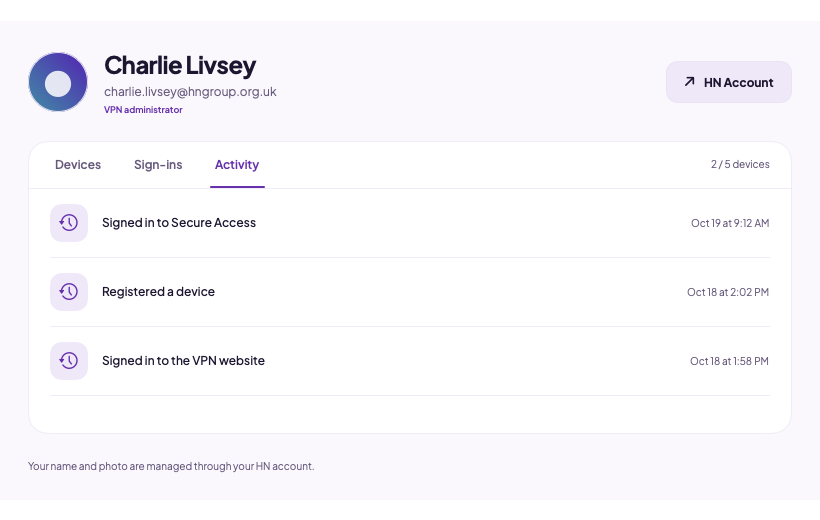 Charlie Livsey
charlie.livsey@hngroup.org.uk
VPN administrator
HN Account
Devices
Sign-ins
Activity
2 / 5 devices
Signed in to Secure Access
Oct 19 at 9:12 AM
Registered a device
Oct 18 at 2:02 PM
Signed in to the VPN website
Oct 18 at 1:58 PM
Your name and photo are managed through your HN account.